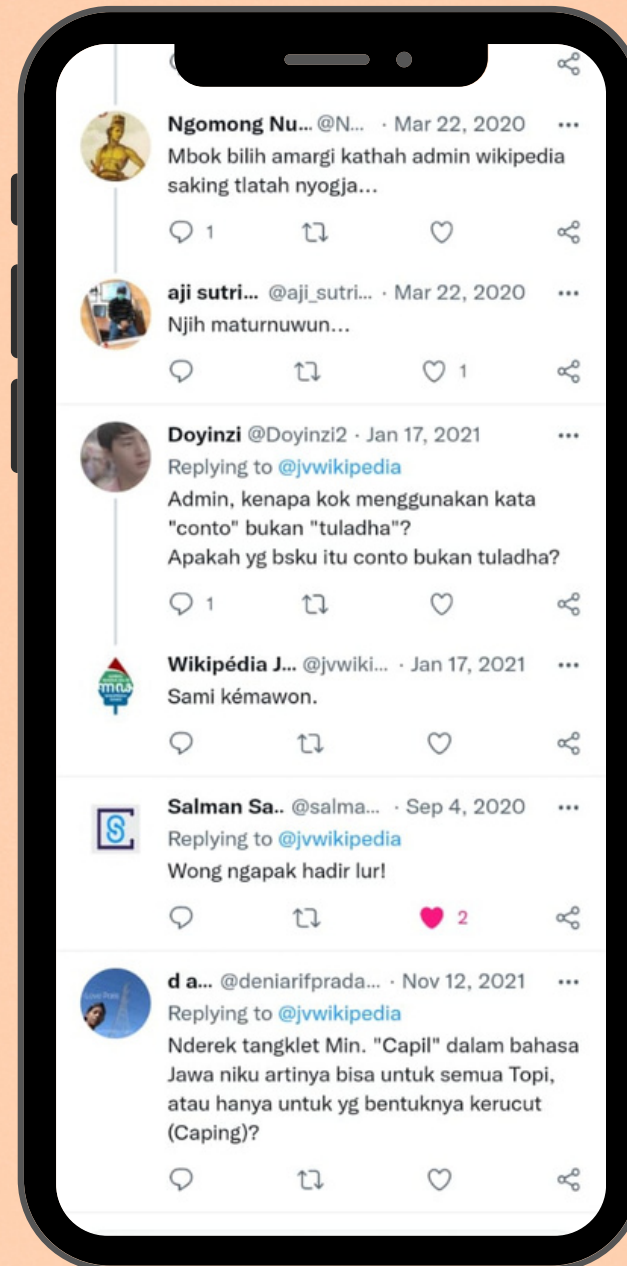 Ngomong Nu... @N... · Mar 22, 2020
Mbok bilih amargi kathah admin wikipedia
saking tlatah nyogja...
1
aji sutri... @aji_sutri... · Mar 22, 2020
Njih maturnuwun...
1
Doyinzi @Doyinzi2 · Jan 17, 2021
Replying to @jvwikipedia
Admin, kenapa kok menggunakan kata
"conto" bukan "tuladha"?
Apakah yg bsku itu conto bukan tuladha?
1
Wikipédia J... @jvwiki... · Jan 17, 2021
Sami kémawon.
Salman Sa.. @salma... · Sep 4, 2020
Replying to @jvwikipedia
Wong ngapak hadir lur!
2
d a... @deniarifprada... · Nov 12, 2021
Replying to @jvwikipedia
Nderek tangklet Min. "Capil" dalam bahasa
Jawa niku artinya bisa untuk semua Topi,
atau hanya untuk yg bentuknya kerucut
(Caping)?